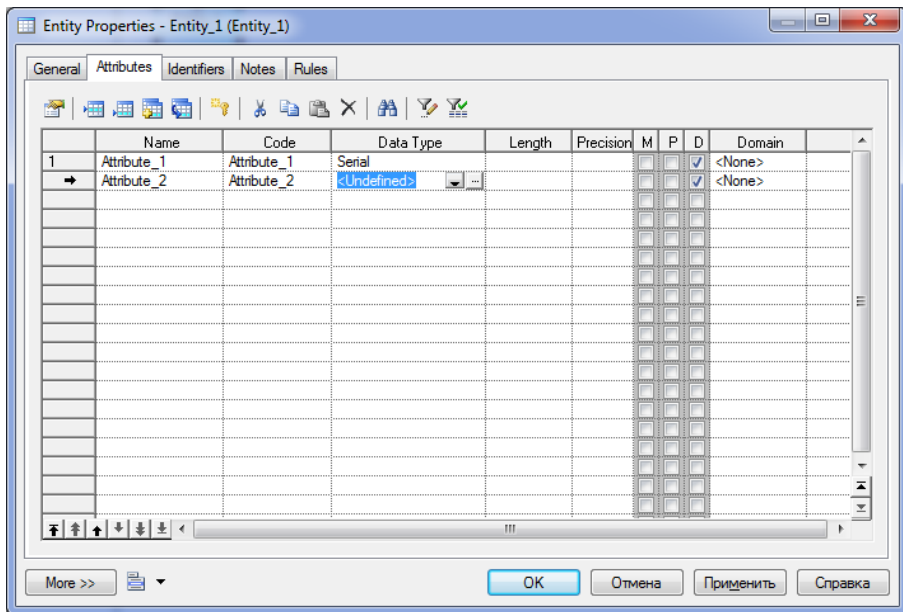 Entity Properties - Entity_1 (Entity_1)
General Attributes Identifiers Notes Rules
Name Code Data Type Length Precision M P D Domain
1 Attribute_1 Attribute_1 Serial <None>
Attribute_2 Attribute_2 <Undefined> ... <None>
More >> OK Отмена Применить Справка